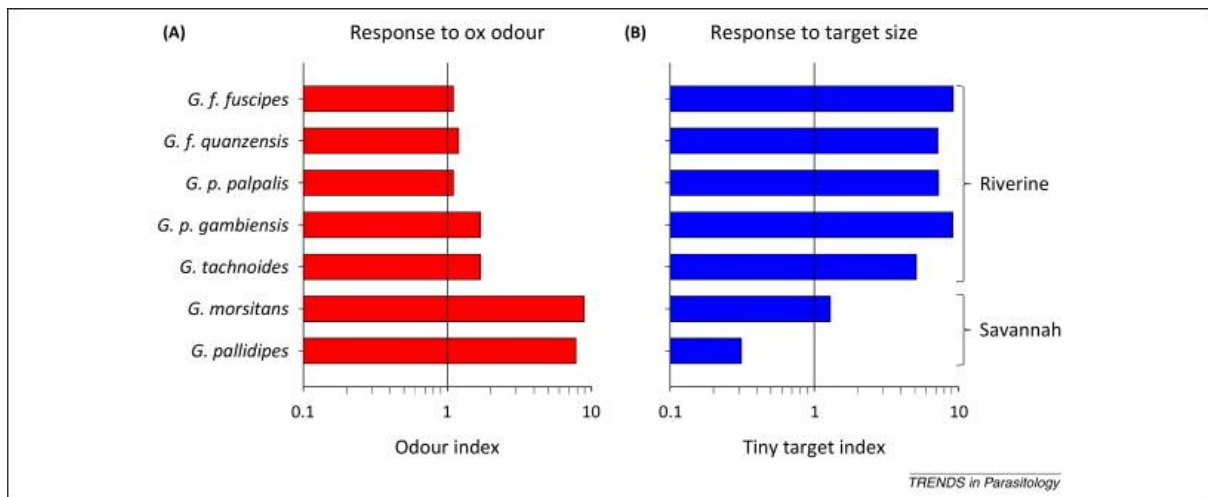 (A) Response to ox odour
(B) Response to target size
G. f. fuscipes
G. f. quanzensis
G. p. palpalis
G. p. gambiensis
G. tachnoides
G. morsitans
G. pallidipes
Riverine
Savannah
0.1 1 10
0.1 1 10
Odour index
Tiny target index
TRENDS in Parasitology